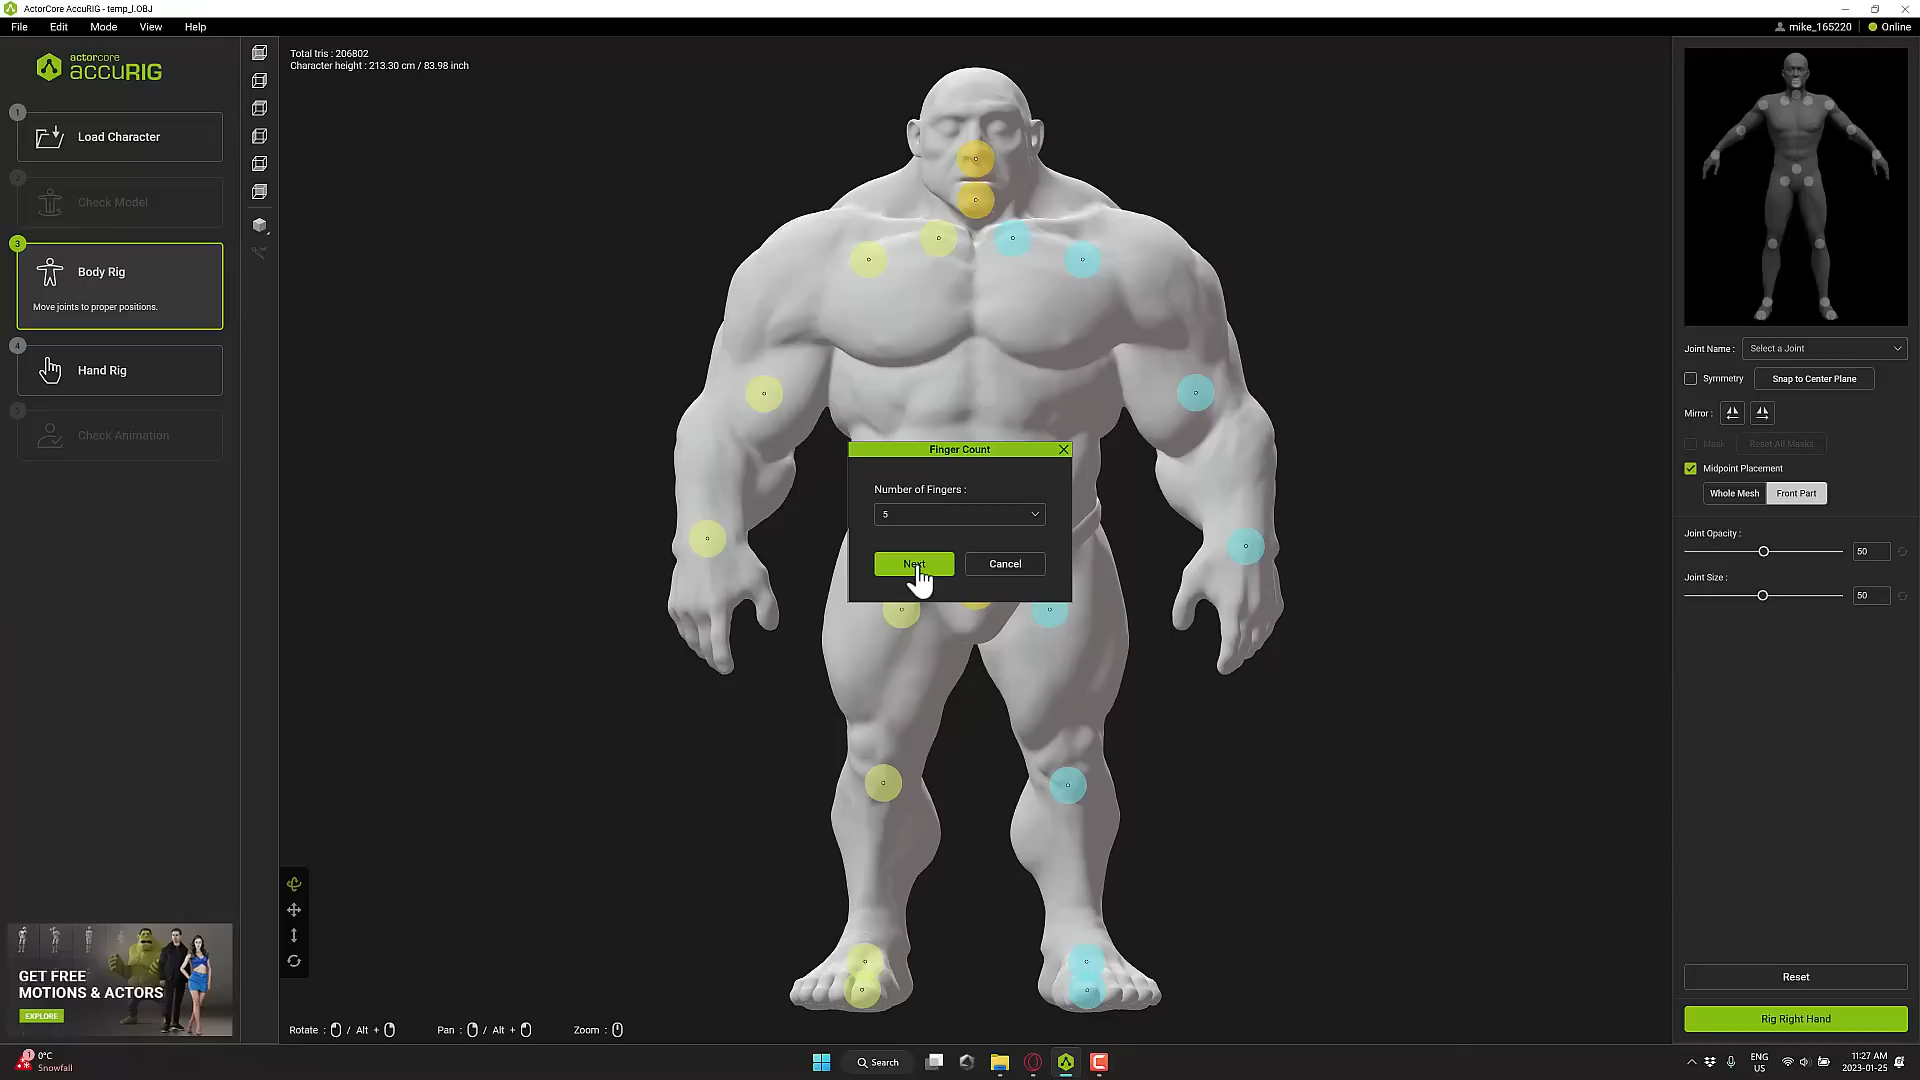 ActorCore AccuRIG - temp_I.OBJ
File Edit Mode View Help
mike_165220 Online
actorcore
accuRIG
Total tris : 206802
Character height : 213.30 cm / 83.98 inch
1
Load Character
2
Check Model
3
Body Rig
Move joints to proper positions.
4
Hand Rig
5
Check Animation
Finger Count
Number of Fingers :
5
Next
Cancel
Joint Name : Select a Joint
Symmetry Snap to Center Plane
Mirror :
Mask Reset All Masks
Midpoint Placement
Whole Mesh Front Part
Joint Opacity :
50
Joint Size :
50
Reset
Rig Right Hand
GET FREE
MOTIONS & ACTORS
EXPLORE
Rotate : / Alt + Pan : / Alt + Zoom :
1
0°C
Snowfall
Search
ENG
US
11:27 AM
2023-01-25